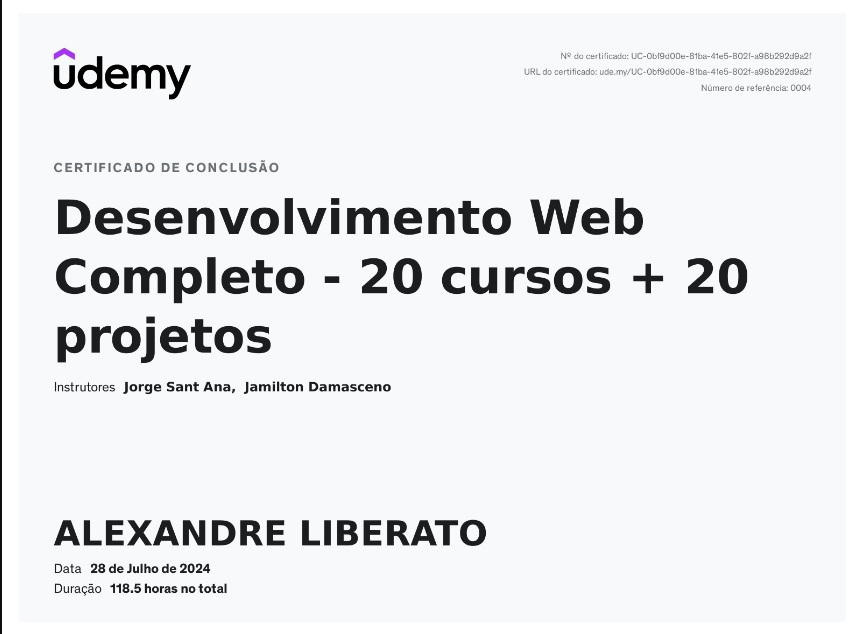 udemy
Nº do certificado: UC-0bf9d00e-81ba-41e5-802f-a98b292d9a2f
URL do certificado: ude.my/UC-0bf9d00e-81ba-41e5-802f-a98b292d9a2f
Número de referência: 0004
CERTIFICADO DE CONCLUSÃO
Desenvolvimento Web
Completo - 20 cursos + 20
projetos
Instrutores Jorge Sant Ana, Jamilton Damasceno
ALEXANDRE LIBERATO
Data 28 de Julho de 2024
Duração 118.5 horas no total